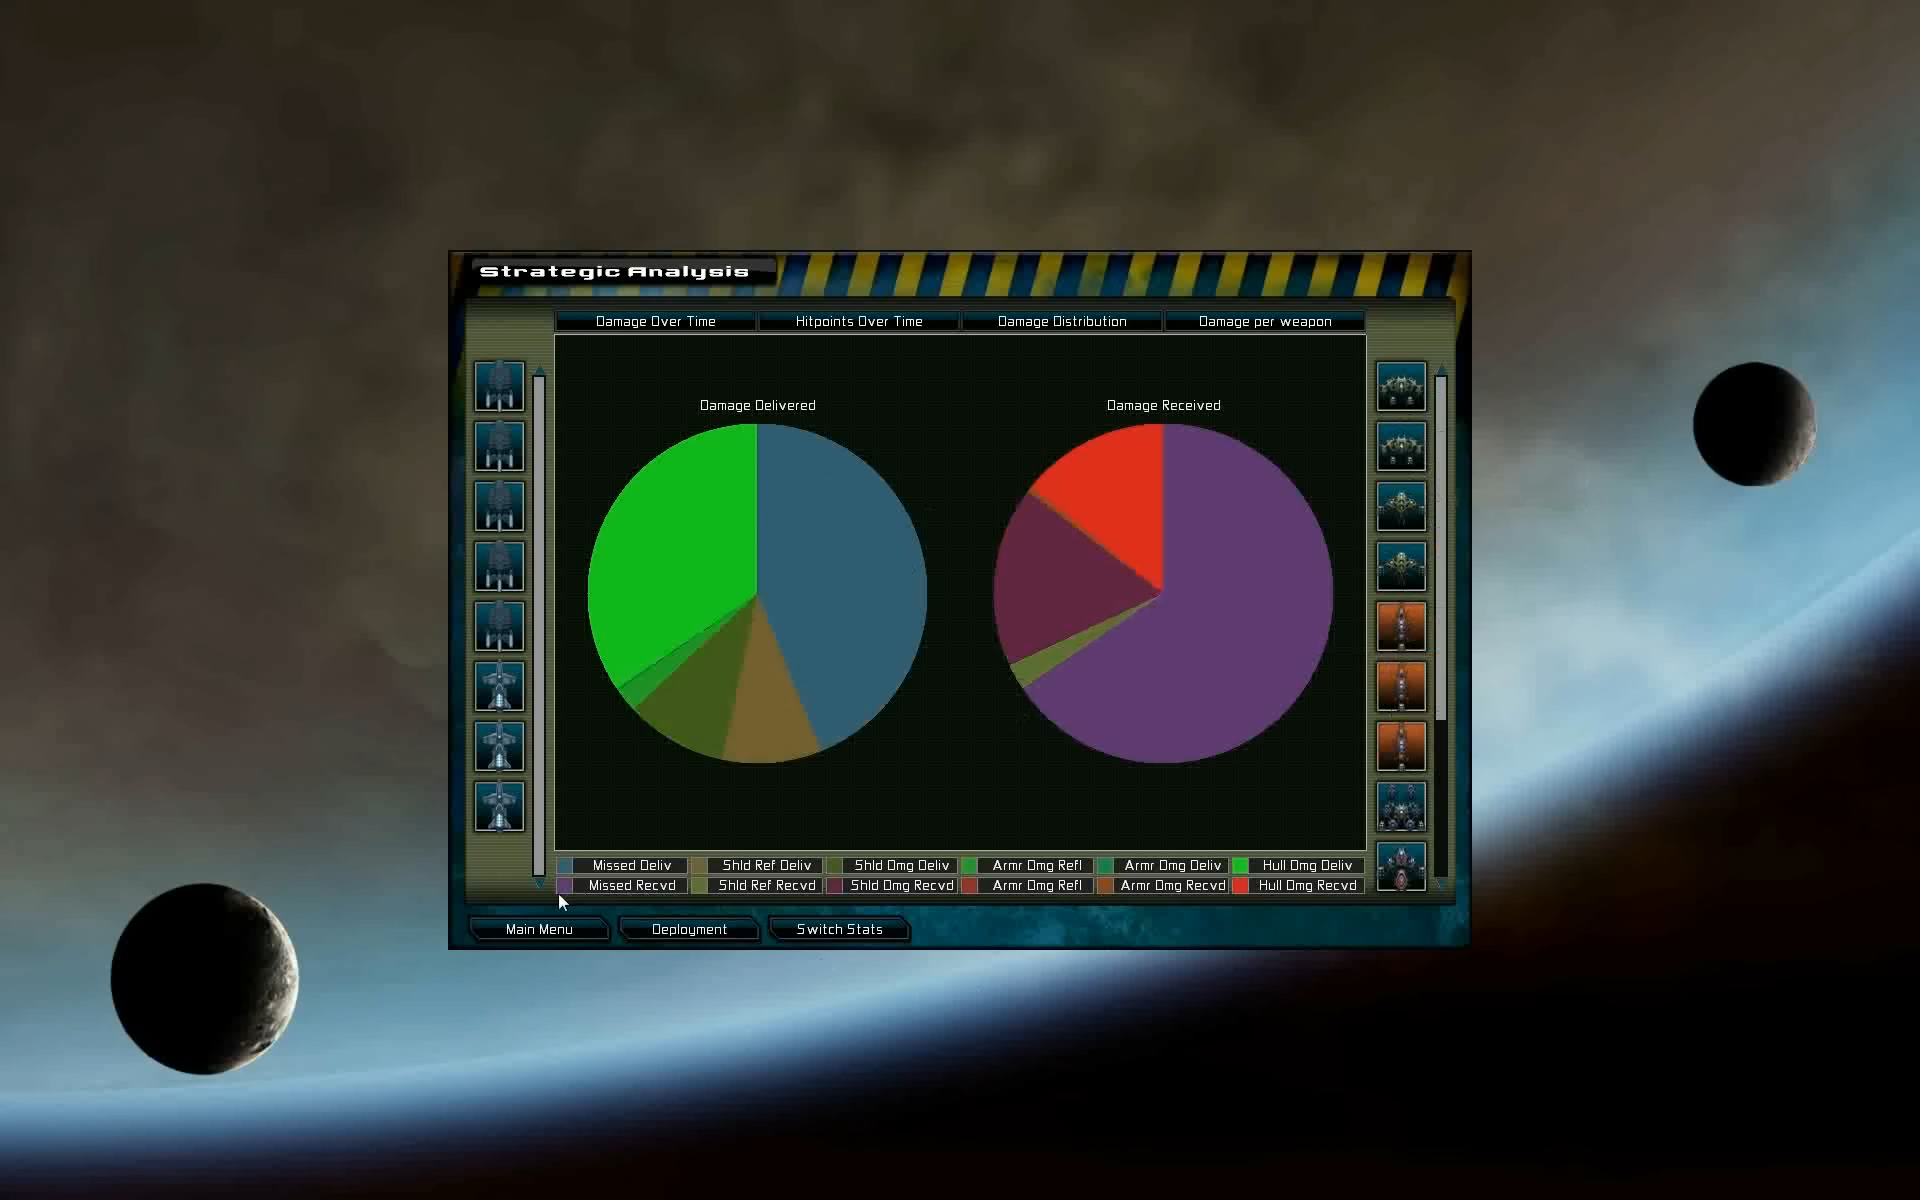 Strategic Analysis
Damage Over Time Hitpoints Over Time Damage Distribution Damage per weapon
Damage Delivered Damage Received
Missed Deliv Shld Ref Deliv Shld Dmg Deliv Armr Dmg Refl Armr Dmg Deliv Hull Dmg Deliv
Missed Recvd Shld Ref Recvd Shld Dmg Recvd Armr Dmg Refl Armr Dmg Recvd Hull Dmg Recvd
Main Menu Deployment Switch Stats